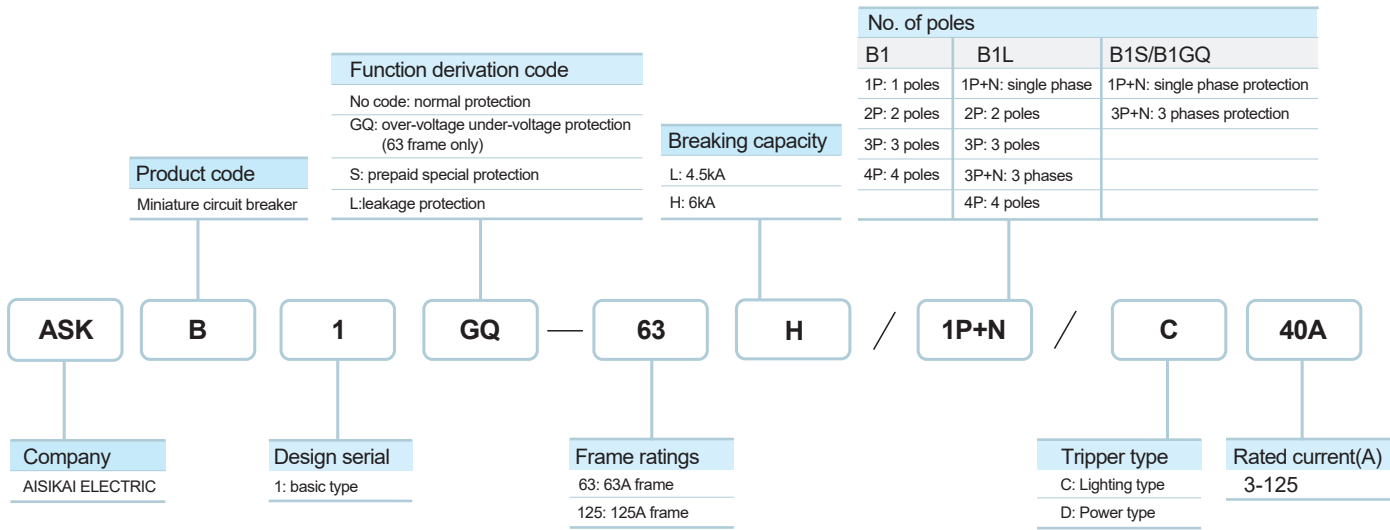 No. of poles
B1 B1L B1S/B1GQ
1P: 1 poles 1P+N: single phase 1P+N: single phase protection
2P: 2 poles 2P: 2 poles 3P+N: 3 phases protection
3P: 3 poles 3P: 3 poles
4P: 4 poles 3P+N: 3 phases
4P: 4 poles
Function derivation code
No code: normal protection
GQ: over-voltage under-voltage protection
(63 frame only)
S: prepaid special protection
L:leakage protection
Breaking capacity
L: 4.5kA
H: 6kA
Product code
Miniature circuit breaker
ASK B 1 GQ — 63 H / 1P+N / C 40A
Company
AISIKAI ELECTRIC
Design serial
1: basic type
Frame ratings
63: 63A frame
125: 125A frame
Tripper type
C: Lighting type
D: Power type
Rated current(A)
3-125